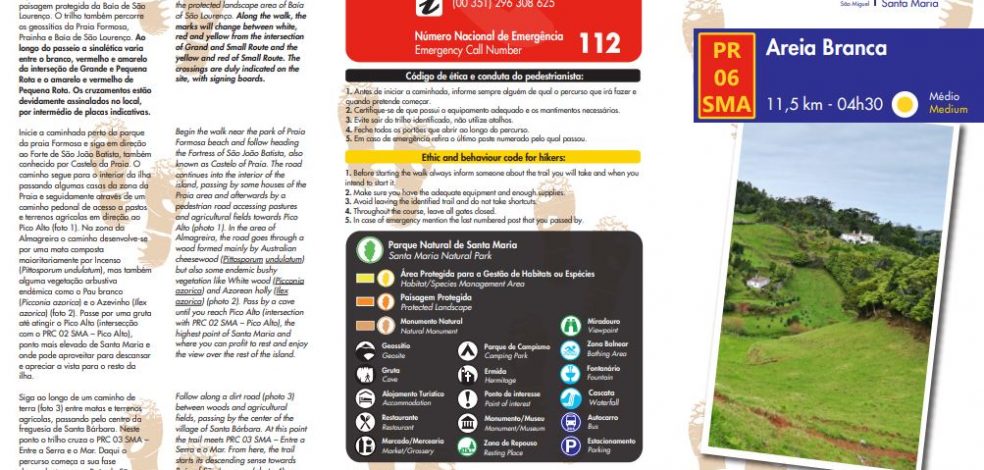 paisagem protegida da Baía de São
Lourenço. O trilho também percorre
os geossítios da Praia Formosa,
Prainha e Baía de São Lourenço. Ao
longo do passeio a sinalética varia
entre o branco, vermelho e amarelo
da interseção de Grande e Pequena
Rota e o amarelo e vermelho de
Pequena Rota. Os cruzamentos estão
devidamente assinalados no local,
por intermédio de placas indicativas.
Inicie a caminhada perto do parque
da praia Formosa e siga em direção
ao Forte de São João Batista, também
conhecido por Castelo da Praia. O
caminho segue para o interior da ilha
passando algumas casas da zona da
Praia e seguidamente através de um
caminho pedonal de acesso a pastos
e terrenos agrícolas em direção ao
Pico Alto (foto 1). Na zona da
Almagreira o caminho desenvolve-se
por uma mata composta
maioritariamente por Incenso
(Pittosporum undulatum), mas também
alguma vegetação arbustiva
endémica como o Pau branco
(Picconia azorica) e o Azevinho (Ilex
azorica) (foto 2). Passe por uma gruta
até atingir o Pico Alto (intersecção
com o PRC 02 SMA – Pico Alto),
ponto mais elevado de Santa Maria e
onde pode aproveitar para descansar
e apreciar a vista para o resto da
ilha.
Siga ao longo de um caminho de
terra (foto 3) entre matas e terrenos
agrícolas, passando pelo centro da
freguesia de Santa Bárbara. Neste
ponto o trilho cruza o PRC 03 SMA –
Entre a Serra e o Mar. Daqui o
percurso começa a sua fase
the protected landscape area of Baía
of São Lourenço. Along the walk, the
marks will change between white,
red and yellow from the intersection
of Grand and Small Route and the
yellow and red of Small Route. The
crossings are duly indicated on the
site, with signing boards.
Begin the walk near the park of Praia
Formosa beach and follow heading
the Fortress of São João Batista, also
known as Castelo of Praia. The road
continues into the interior of the
island, passing by some houses of the
Praia area and afterwards by a
pedestrian road accessing pastures
and agricultural fields towards Pico
Alto (photo 1). In the area of
Almagreira, the road goes through a
wood formed mainly by Australian
cheesewood (Pittosporum undulatum)
but also some endemic bushy
vegetation like White wood (Picconia
azorica) and Azorean holly (Ilex
azorica) (photo 2). Pass by a cave
until you reach Pico Alto (intersection
with PRC 02 SMA – Pico Alto), the
highest point of Santa Maria and
where you can profit to rest and enjoy
the view over the rest of the island.
Follow along a dirt road (photo 3)
between woods and agricultural
fields, passing by the center of the
village of Santa Bárbara. At this point
the trail meets PRC 03 SMA – Entre a
Serra e o Mar. From here, the trail
starts its descending sense towards
(00 351) 296 308 625
Número Nacional de Emergência
Emergency Call Number 112
Código de ética e conduta do pedestrianista:
1. Antes de iniciar a caminhada, informe sempre alguém de qual o percurso que irá fazer e
quando pretende começar.
2. Certifique-se de que possui o equipamento adequado e os mantimentos necessários.
3. Evite sair do trilho identificado, não utilize atalhos.
4. Feche todos os portões que abrir ao longo do percurso.
5. Em caso de emergência refira o último poste numerado pelo qual passou.
Ethic and behaviour code for hikers:
1. Before starting the walk always inform someone about the trail you will take and when you
intend to start it.
2. Make sure you have the adequate equipment and enough supplies.
3. Avoid leaving the identified trail and do not take shortcuts.
4. Throughout the course, leave all gates closed.
5. In case of emergency mention the last numbered post that you passed by.
Parque Natural de Santa Maria
Santa Maria Natural Park
Área Protegida para a Gestão de Habitats ou Espécies
Habitat/Species Management Area
Paisagem Protegida
Protected Landscape
Monumento Natural
Natural Monument
Geossítio
Geosite
Gruta
Cave
Alojamento Turístico
Accommodation
Restaurante
Restaurant
Mercado/Mercearia
Market/Grossery
Parque de Campismo
Camping Park
Ermida
Hermitage
Ponto de interesse
Point of interest
Monumento/Museu
Monument/Museum
Zona de Repouso
Resting Place
Miradouro
Viewpoint
Zona Balnear
Bathing Area
Fontanário
Fountain
Cascata
Waterfall
Autocarro
Bus
Estacionamento
Parking
São Miguel
Santa Maria
PR
06
SMA
Areia Branca
11,5 km - 04h30
Médio
Medium